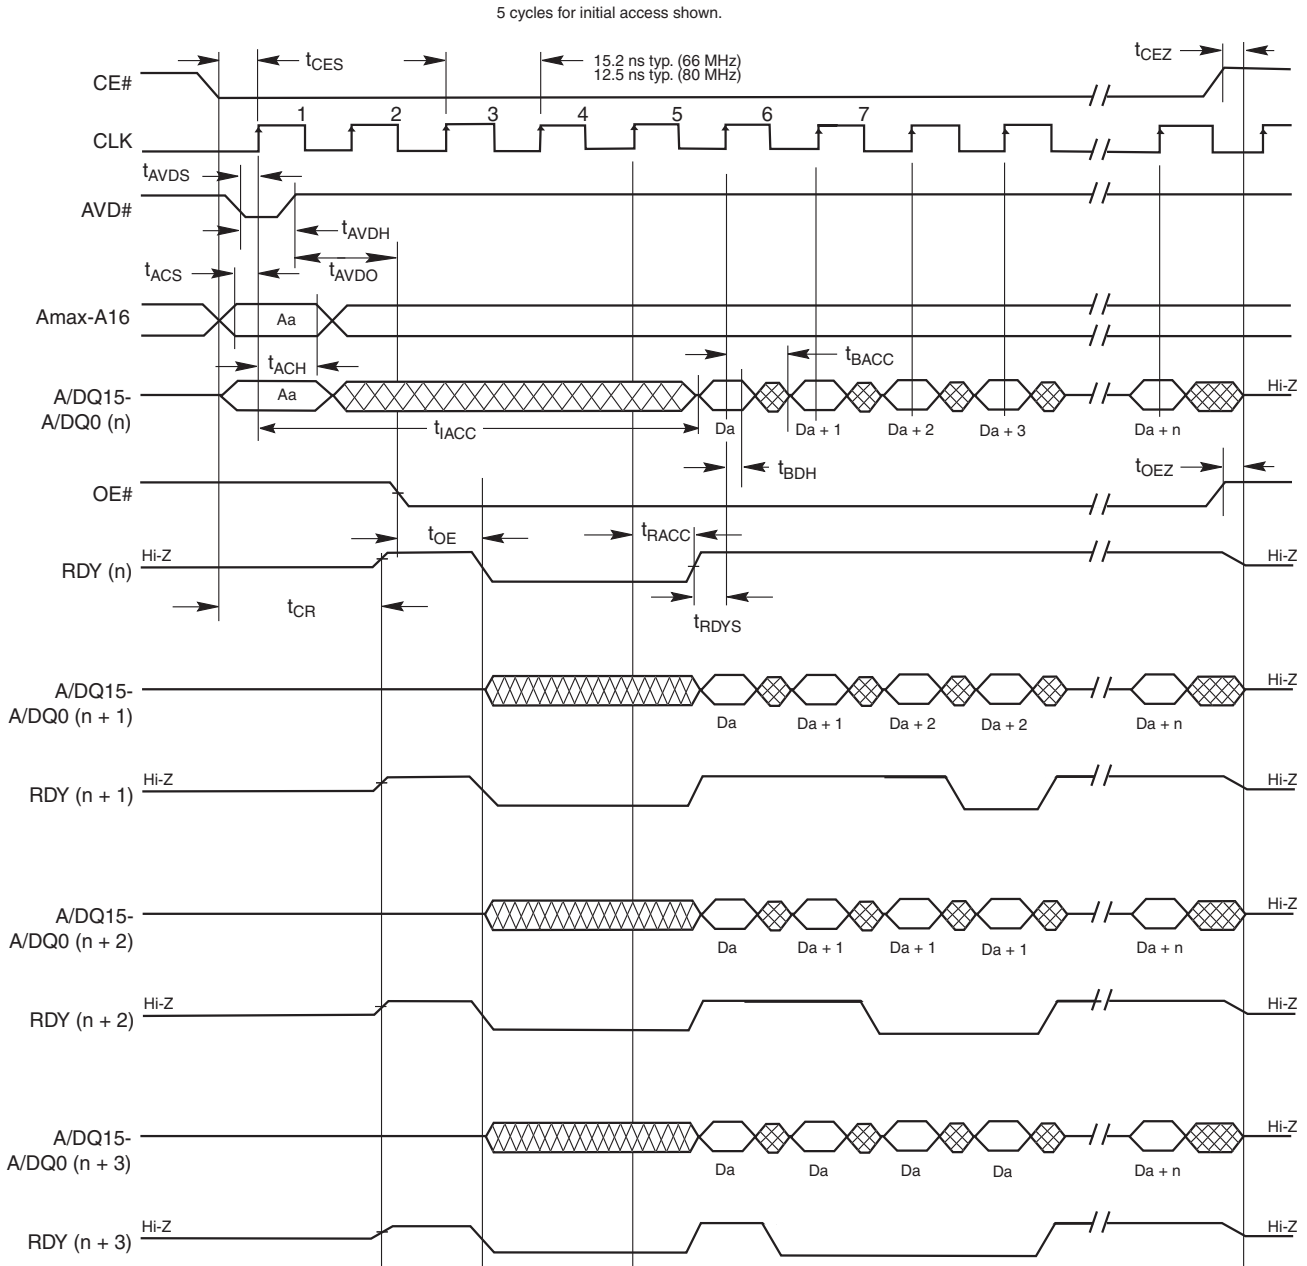 5 cycles for initial access shown.
tCES
15.2 ns typ. (66 MHz)
12.5 ns typ. (80 MHz)
tCEZ
CE#
1 2 3 4 5 6 7
CLK
tAVDS
AVD#
tAVDH
tAVDO
tACS
Amax-A16
Aa
tACH
tBACC
A/DQ15-
A/DQ0 (n)
Aa
Hi-Z
tIACC
Da Da + 1 Da + 2 Da + 3 Da + n
tBDH
tOEZ
OE#
tOE
tRACC
Hi-Z
RDY (n)
Hi-Z
tCR
tRDYS
A/DQ15-
A/DQ0 (n + 1)
Hi-Z
Da Da + 1 Da + 2 Da + 2 Da + n
Hi-Z
RDY (n + 1)
Hi-Z
A/DQ15-
A/DQ0 (n + 2)
Hi-Z
Da Da + 1 Da + 1 Da + 1 Da + n
Hi-Z
RDY (n + 2)
Hi-Z
A/DQ15-
A/DQ0 (n + 3)
Hi-Z
Da Da Da Da Da + n
Hi-Z
RDY (n + 3)
Hi-Z